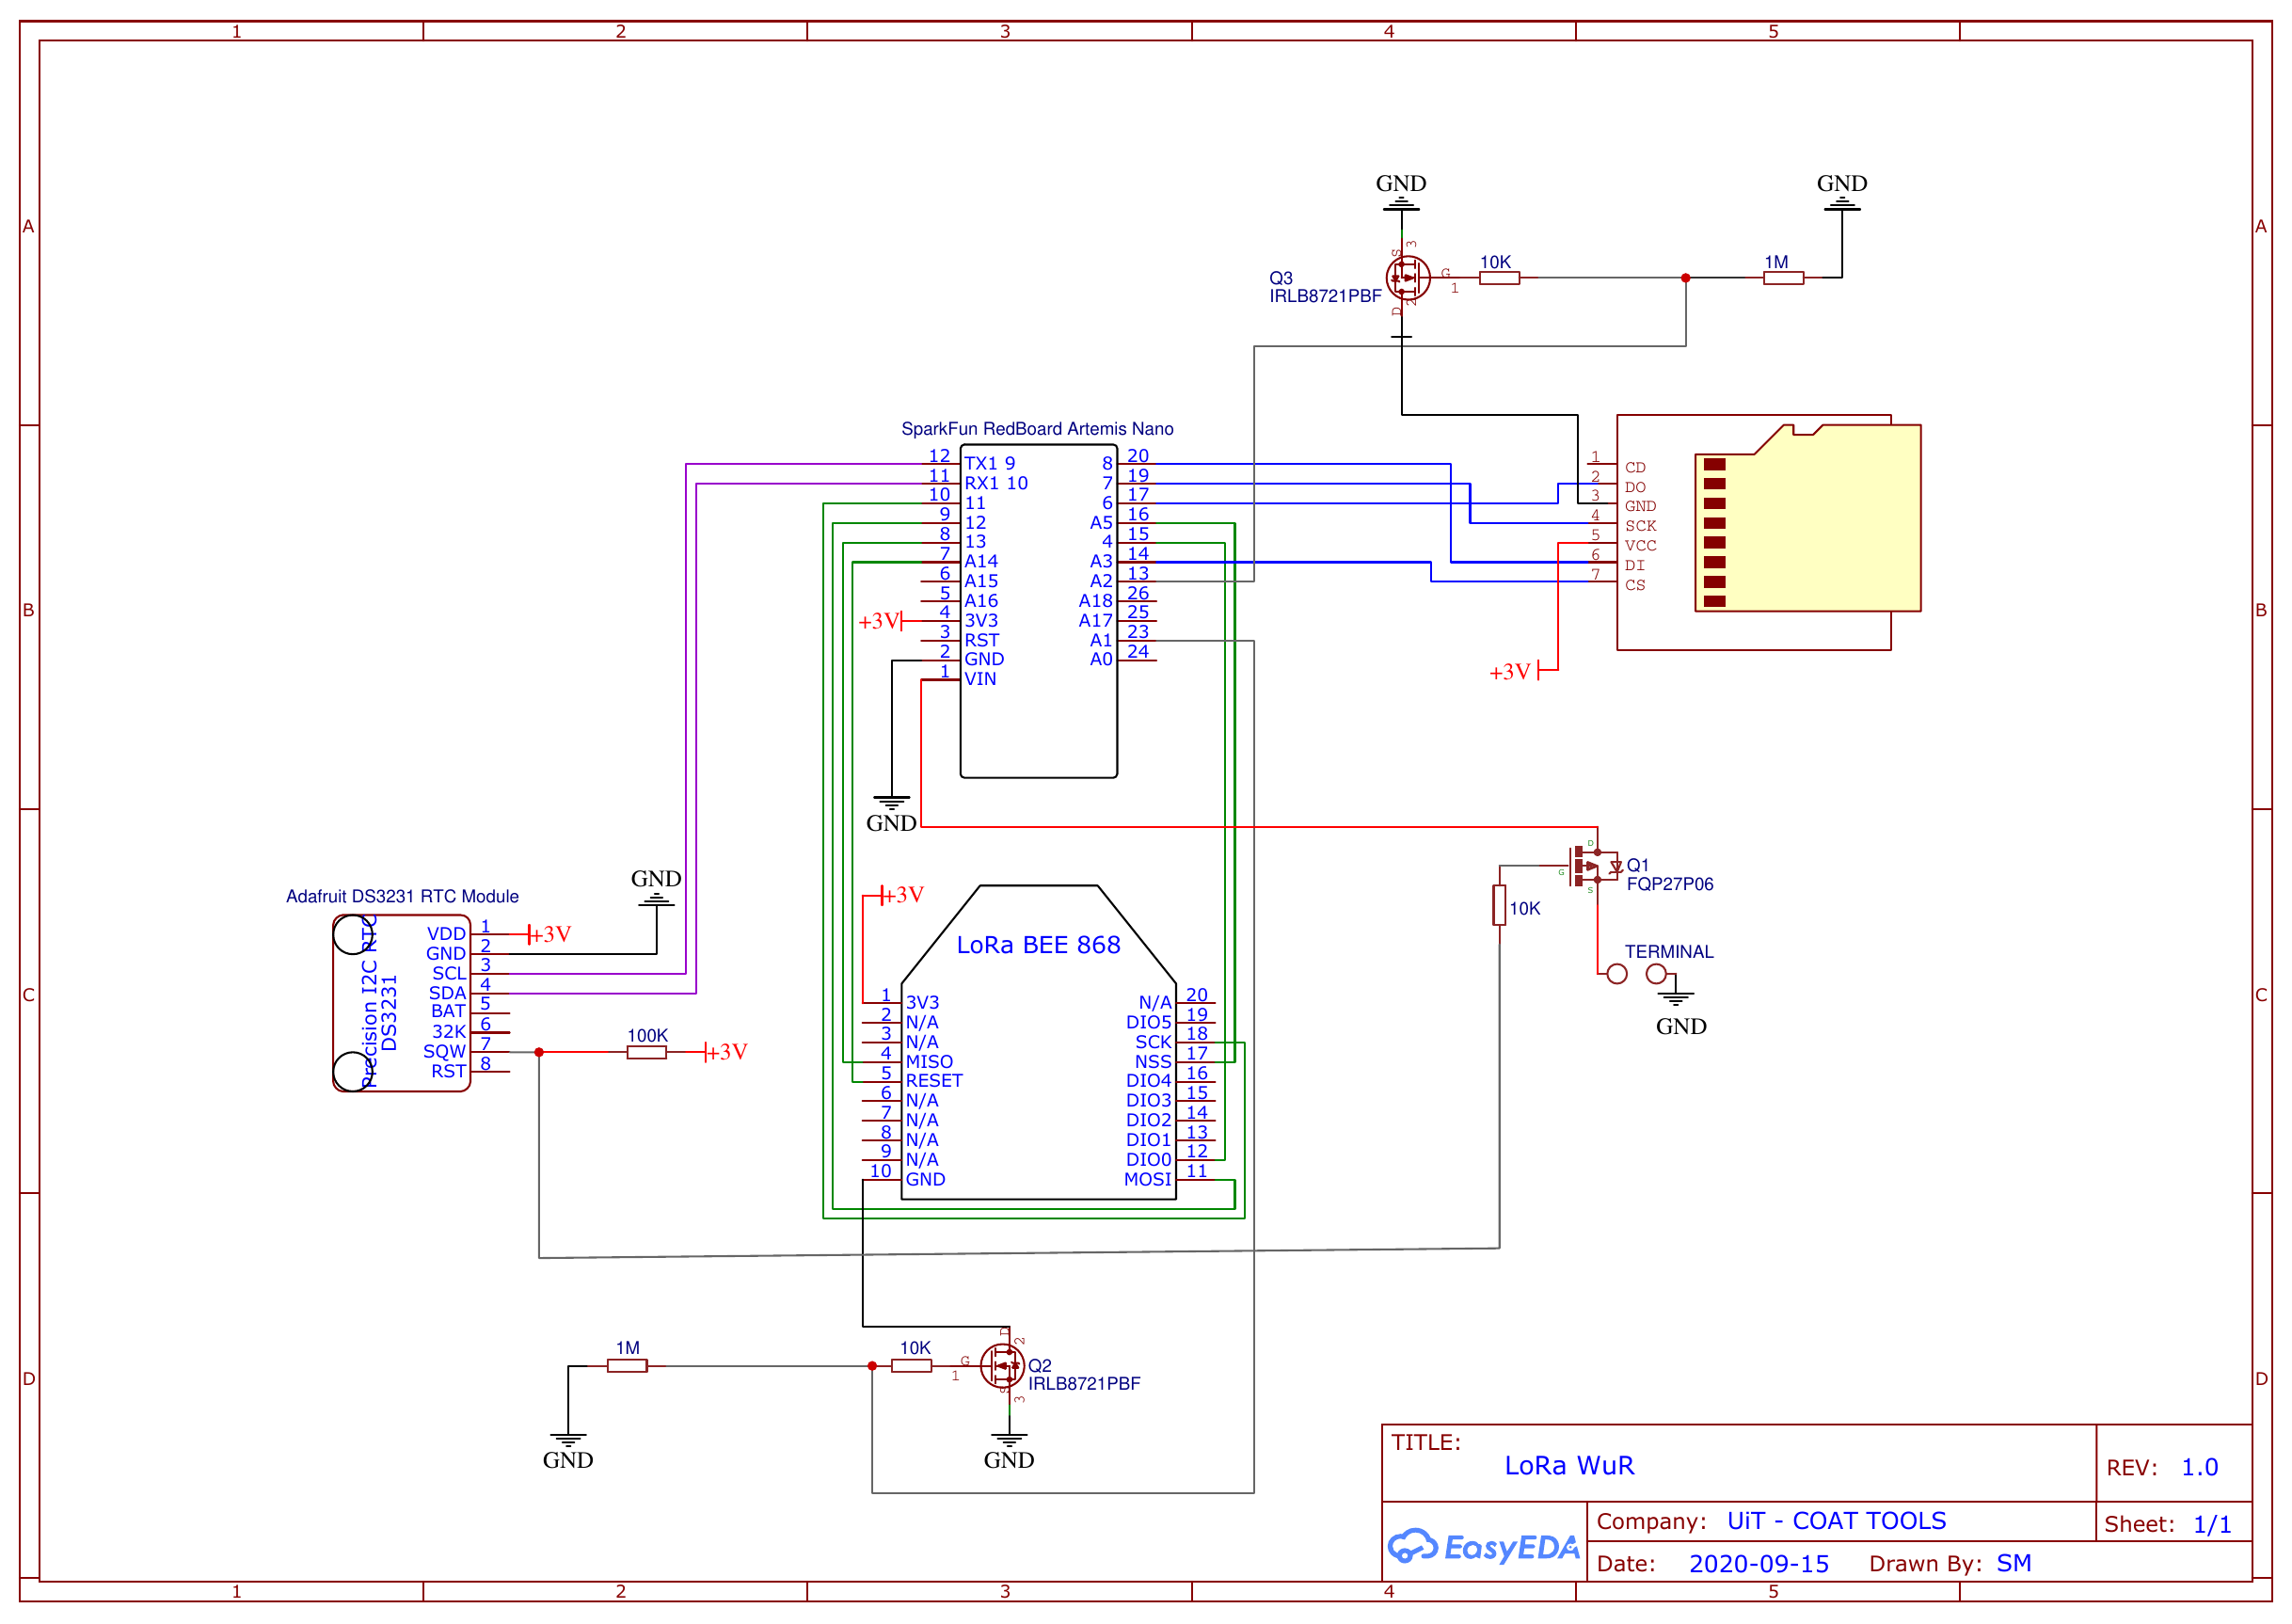 1 2 3 4 5
A A
B B
C C
D D
GND
GND
Q3
IRLB8721PBF
S 3
G
1
D 2
10K
1M
SparkFun RedBoard Artemis Nano
12 TX1 9 8 20
11 RX1 10 7 19
10 11 6 17
9 12 A5 16
8 13 4 15
7 A14 A3 14
6 A15 A2 13
5 A16 A18 26
+3V 4 3V3 A17 25
3 RST A1 23
2 GND A0 24
1 VIN
GND
1 CD
2 DO
3 GND
4 SCK
5 VCC
6 DI
7 CS
+3V
D
G
S
Q1
FQP27P06
10K
TERMINAL
GND
Adafruit DS3231 RTC Module
GND
Precision I2C RTC
DS3231
VDD 1 +3V
GND 2
SCL 3
SDA 4
BAT 5
32K 6
SQW 7
RST 8
100K
+3V
+3V
LoRa BEE 868
1 3V3 N/A 20
2 N/A DIO5 19
3 N/A SCK 18
4 MISO NSS 17
5 RESET DIO4 16
6 N/A DIO3 15
7 N/A DIO2 14
8 N/A DIO1 13
9 N/A DIO0 12
10 GND MOSI 11
1M
10K
G
1
D 2
S 3
Q2
IRLB8721PBF
GND
GND
TITLE:
LoRa WuR
REV: 1.0
EasyEDA
Company: UiT - COAT TOOLS
Sheet: 1/1
Date: 2020-09-15 Drawn By: SM
1 2 3 4 5